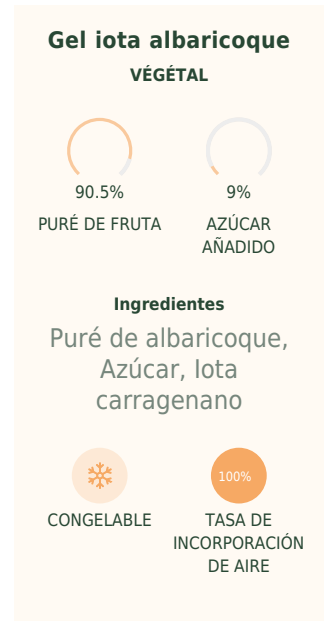 Gel iota albaricoque
VÉGÉTAL
90.5%
9%
PURÉ DE FRUTA
AZÚCAR
AÑADIDO
Ingredientes
Puré de albaricoque,
Azúcar, Iota
carragenano
100%
CONGELABLE
TASA DE
INCORPORACIÓN
DE AIRE